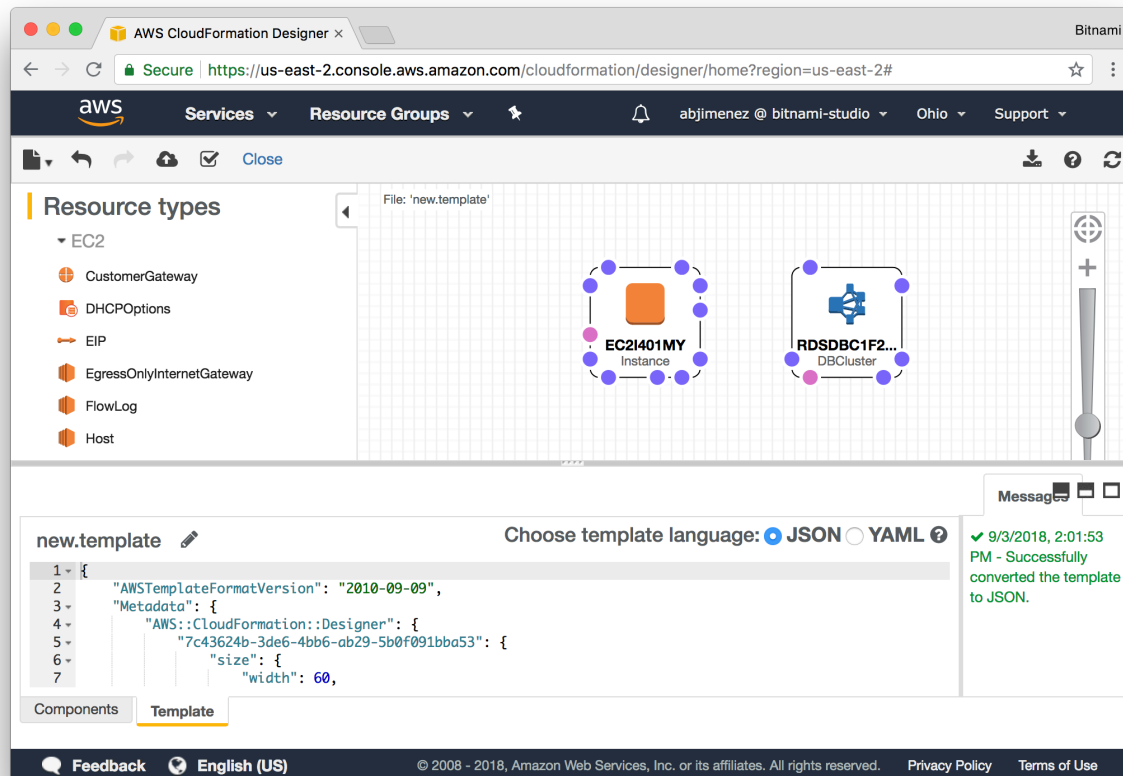 AWS CloudFormation Designer ×
Bitnami
Secure https://us-east-2.console.aws.amazon.com/cloudformation/designer/home?region=us-east-2#
aws Services Resource Groups abjimenez @ bitnami-studio Ohio Support
Close
Resource types
File: 'new.template'
EC2
CustomerGateway
DHCPOptions
EIP
EgressOnlyInternetGateway
FlowLog
Host
EC2I401MY
Instance
RDSDBC1F2...
DBCluster
Messages
new.template
Choose template language: JSON YAML
9/3/2018, 2:01:53
PM - Successfully
converted the template
to JSON.
1 {
2 "AWSTemplateFormatVersion": "2010-09-09",
3 "Metadata": {
4 "AWS::CloudFormation::Designer": {
5 "7c43624b-3de6-4bb6-ab29-5b0f091bba53": {
6 "size": {
7 "width": 60,
Components Template
Feedback English (US) © 2008 - 2018, Amazon Web Services, Inc. or its affiliates. All rights reserved. Privacy Policy Terms of Use